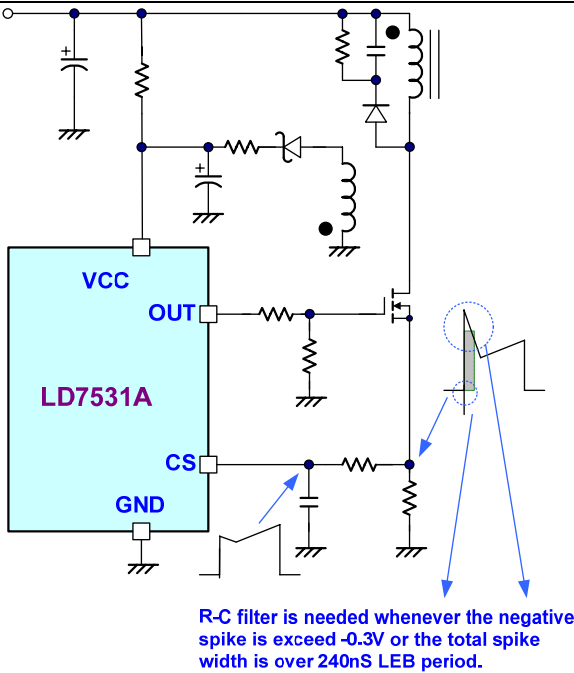 +
+
VCC
OUT
LD7531A
CS
GND
R-C filter is needed whenever the negative
spike is exceed -0.3V or the total spike
width is over 240nS LEB period.